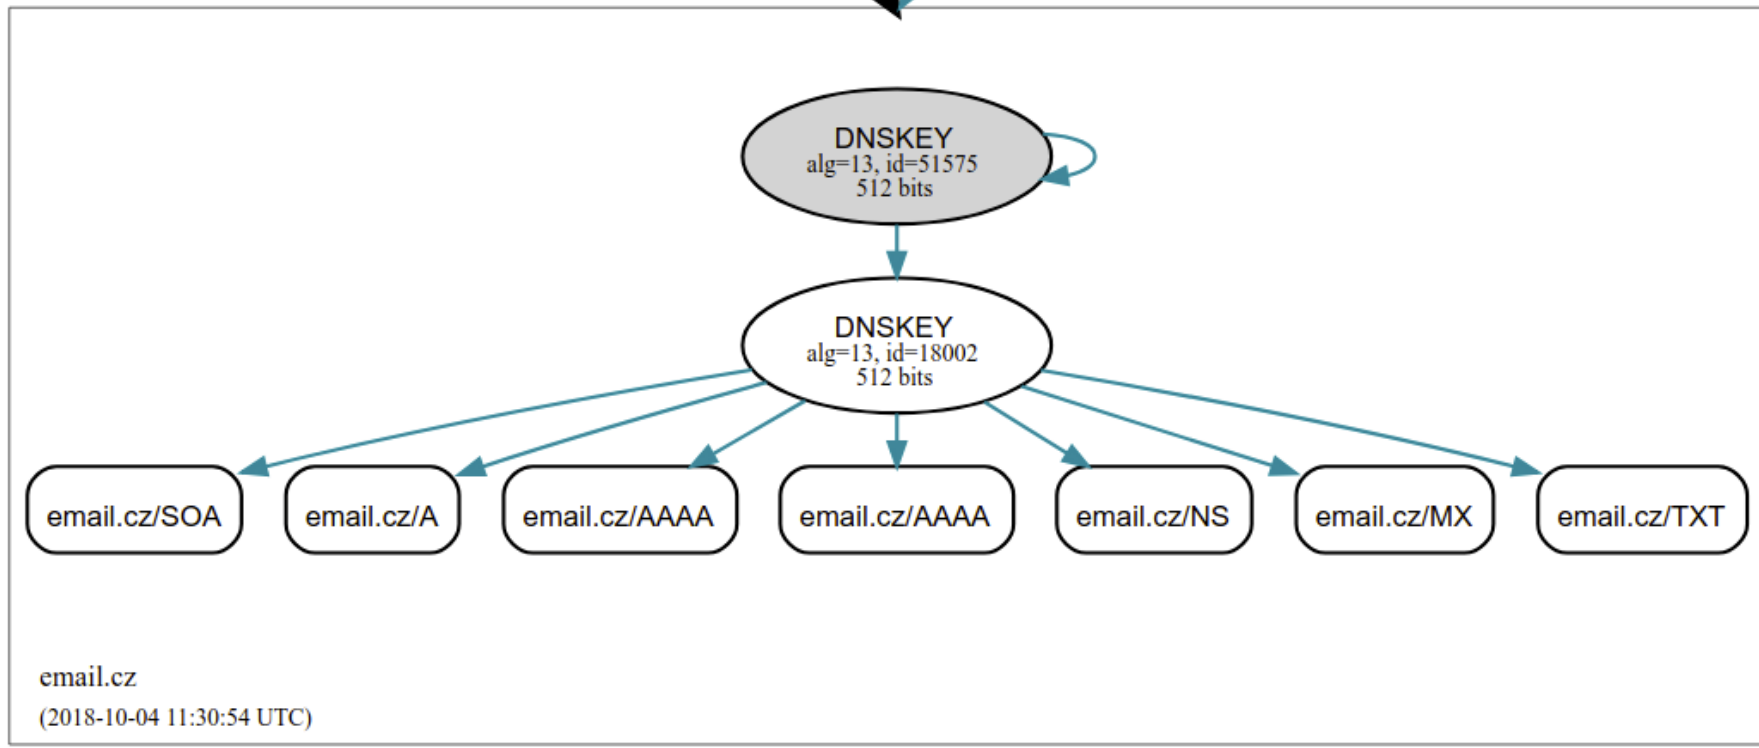 DNSKEY
alg=13, id=51575
512 bits
DNSKEY
alg=13, id=18002
512 bits
email.cz/SOA
email.cz/A
email.cz/AAAA
email.cz/AAAA
email.cz/NS
email.cz/MX
email.cz/TXT
email.cz
(2018-10-04 11:30:54 UTC)